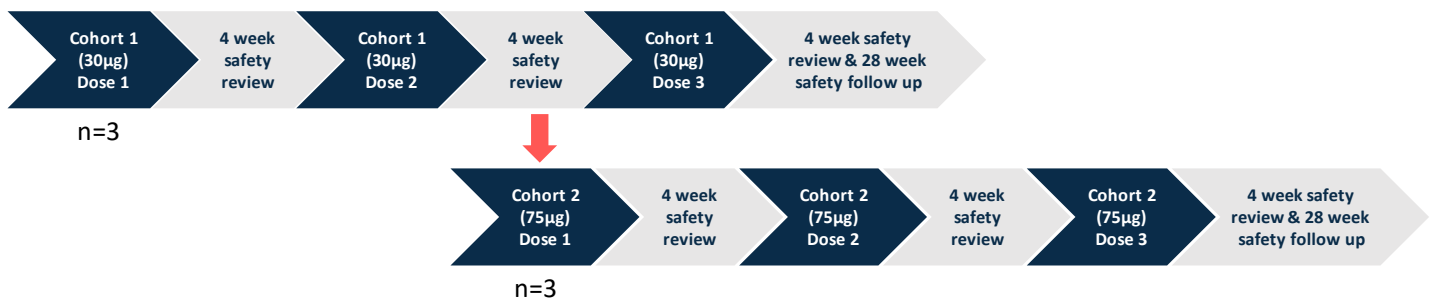 Cohort 1
(30µg)
Dose 1
4 week
safety
review
Cohort 1
(30µg)
Dose 2
4 week
safety
review
Cohort 1
(30µg)
Dose 3
4 week safety
review & 28 week
safety follow up
n=3
Cohort 2
(75µg)
Dose 1
4 week
safety
review
Cohort 2
(75µg)
Dose 2
4 week
safety
review
Cohort 2
(75µg)
Dose 3
4 week safety
review & 28 week
safety follow up
n=3